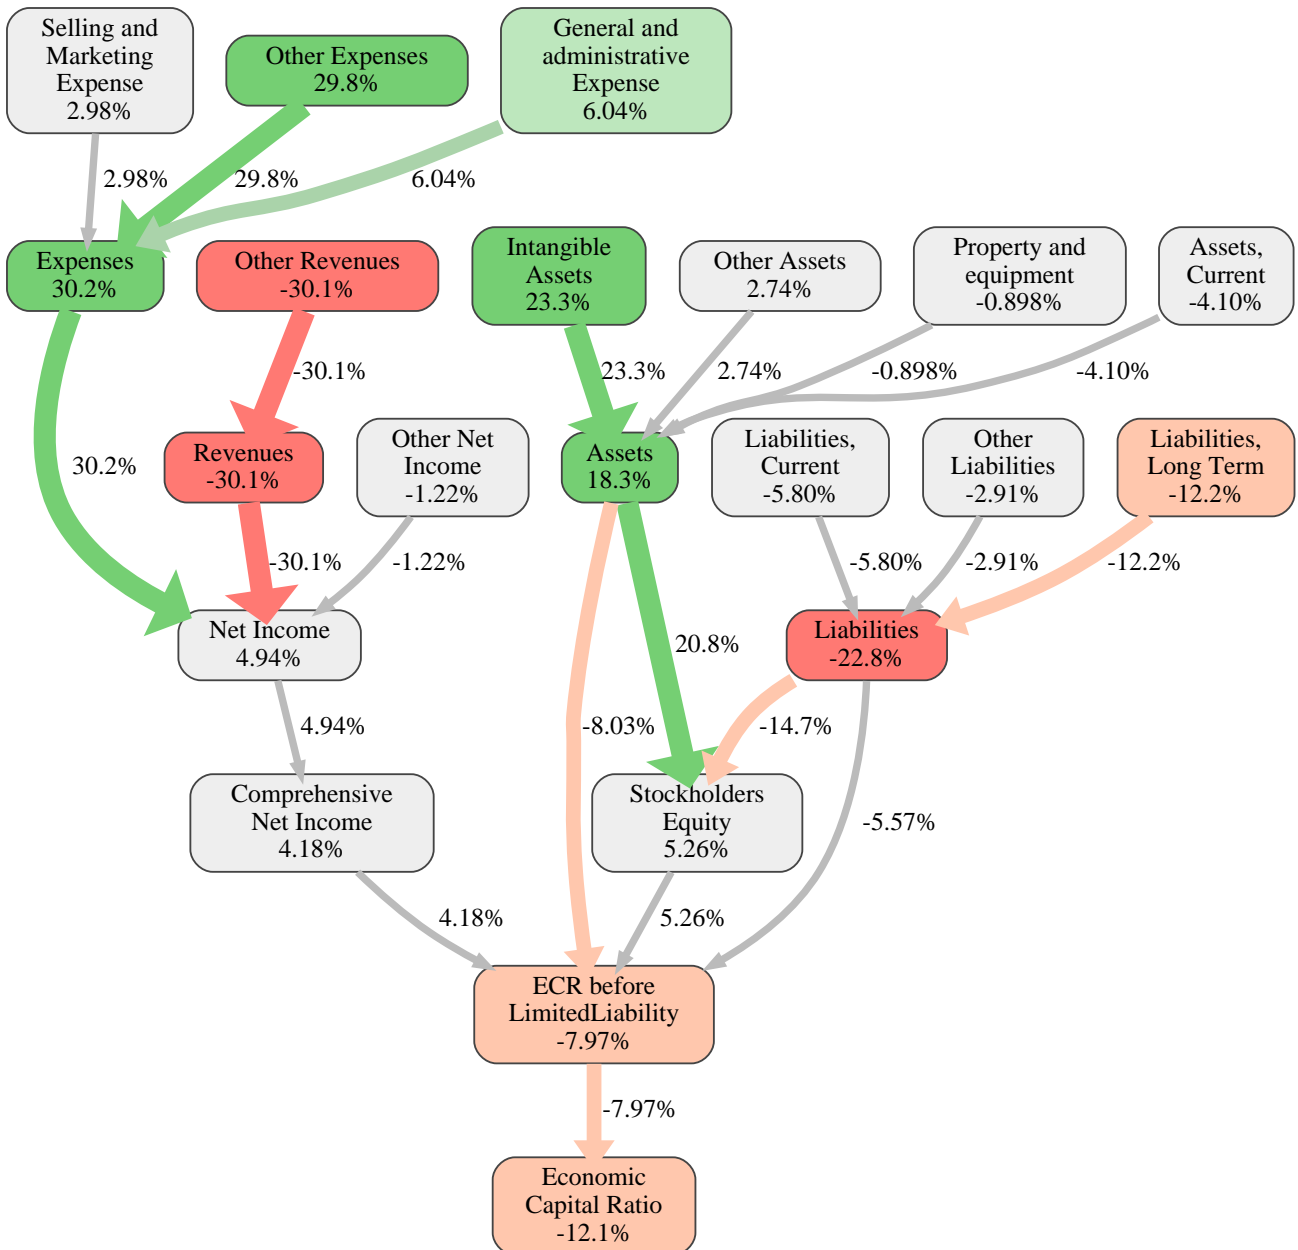 Selling and
Marketing
Expense
2.98%
Other Expenses
29.8%
General and
administrative
Expense
6.04%
2.98%
29.8%
6.04%
Expenses
30.2%
Other Revenues
-30.1%
Intangible
Assets
23.3%
Other Assets
2.74%
Property and
equipment
-0.898%
Assets,
Current
-4.10%
-30.1%
23.3%
2.74%
-0.898%
-4.10%
30.2%
Revenues
-30.1%
Other Net
Income
-1.22%
Assets
18.3%
Liabilities,
Current
-5.80%
Other
Liabilities
-2.91%
Liabilities,
Long Term
-12.2%
-30.1%
-1.22%
-5.80%
-2.91%
-12.2%
Net Income
4.94%
20.8%
Liabilities
-22.8%
4.94%
-8.03%
-14.7%
Comprehensive
Net Income
4.18%
Stockholders
Equity
5.26%
-5.57%
4.18%
5.26%
ECR before
LimitedLiability
-7.97%
-7.97%
Economic
Capital Ratio
-12.1%